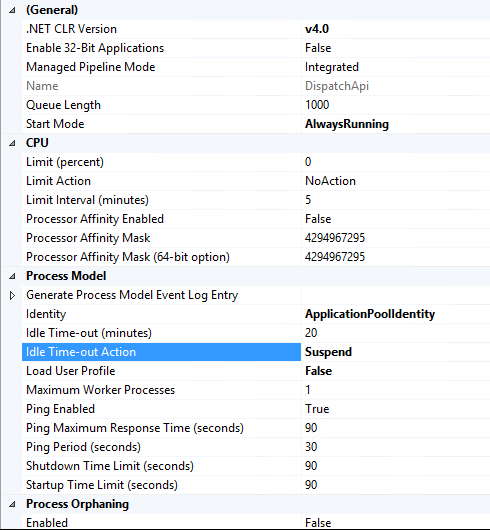 (General)
.NET CLR Version v4.0
Enable 32-Bit Applications False
Managed Pipeline Mode Integrated
Name DispatchApi
Queue Length 1000
Start Mode AlwaysRunning
CPU
Limit (percent) 0
Limit Action NoAction
Limit Interval (minutes) 5
Processor Affinity Enabled False
Processor Affinity Mask 4294967295
Processor Affinity Mask (64-bit option) 4294967295
Process Model
Generate Process Model Event Log Entry
Identity ApplicationPoolIdentity
Idle Time-out (minutes) 20
Idle Time-out Action Suspend
Load User Profile False
Maximum Worker Processes 1
Ping Enabled True
Ping Maximum Response Time (seconds) 90
Ping Period (seconds) 30
Shutdown Time Limit (seconds) 90
Startup Time Limit (seconds) 90
Process Orphaning
Enabled False